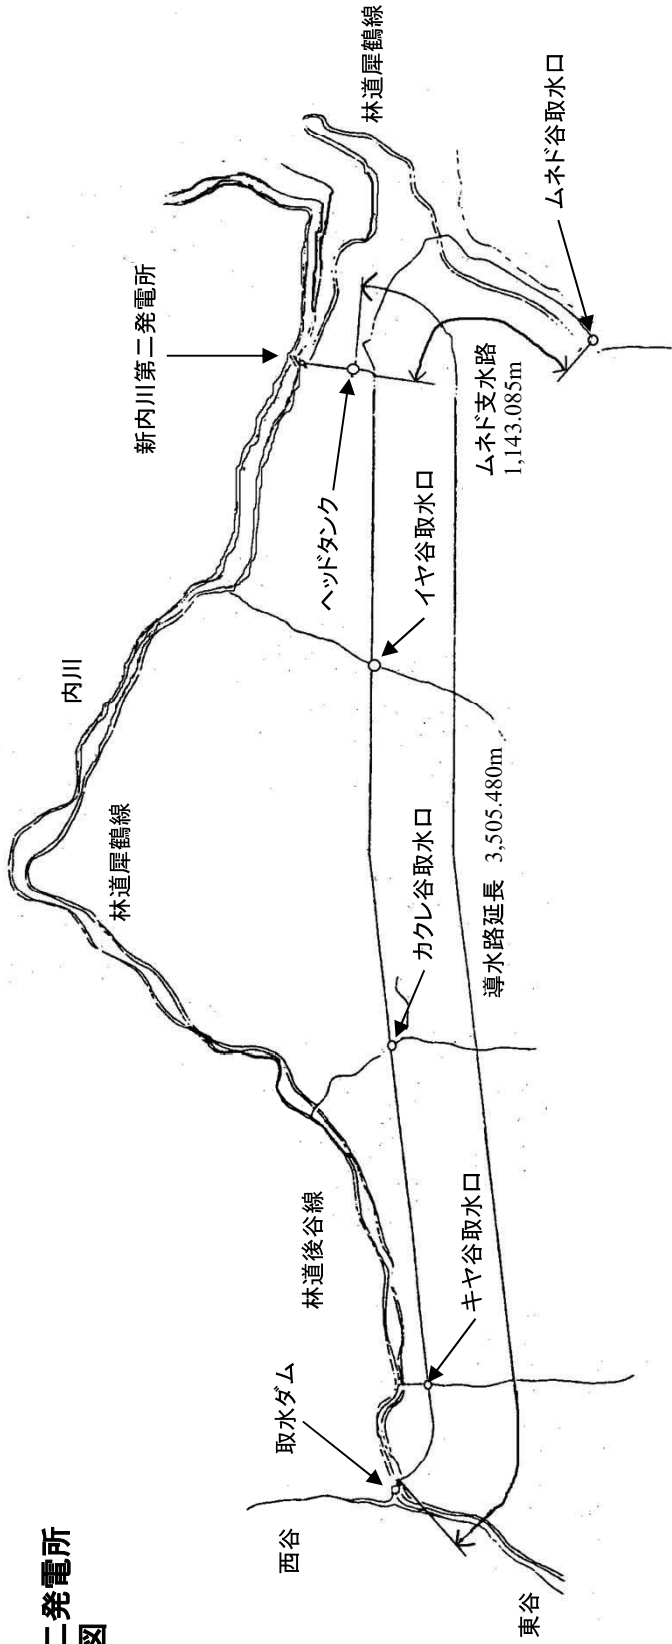 二発電所
図
西谷
東谷
取水ダム
キヤ谷取水口
林道後谷線
カクレ谷取水口
導水路延長 3,505.480m
林道犀鶴線
内川
イヤ谷取水口
ヘッドタンク
新内川第二発電所
ムネド支水路
1,143.085m
ムネド谷取水口
林道犀鶴線